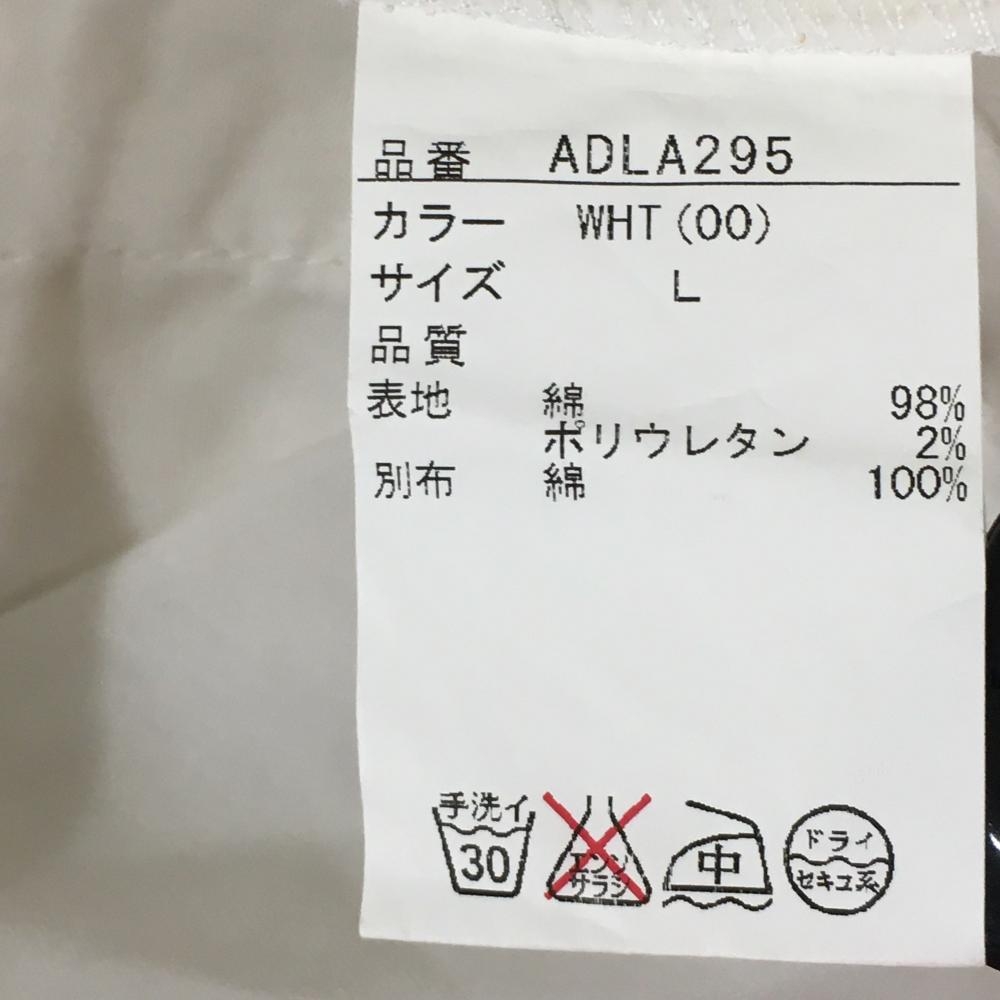 品番 ADLA295
カラー WHT(00)
サイズ L
品質
表地 綿 98%
ポリウレタン 2%
別布 綿 100%
手洗イ
30
エンソ
サラシ
中
ドライ
セキユ系